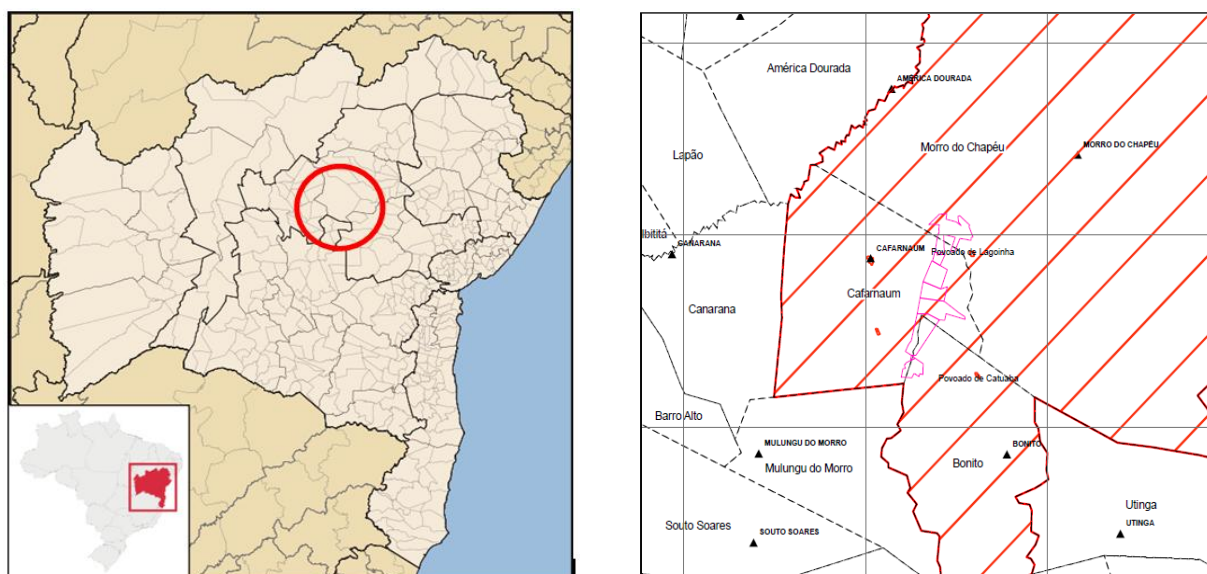 América Dourada
AMÉRICA DOURADA
Morro do Chapéu
MORRO DO CHAPÉU
Lapão
Ibititá
CANARANA
CAFARNAUM
Povoado de Lagoinha
Cafarnaum
Canarana
Povoado de Catuaba
Barro Alto
MULUNGU DO MORRO
BONITO
Mulungu do Morro
Bonito
Utinga
Souto Soares
UTINGA
SOUTO SOARES